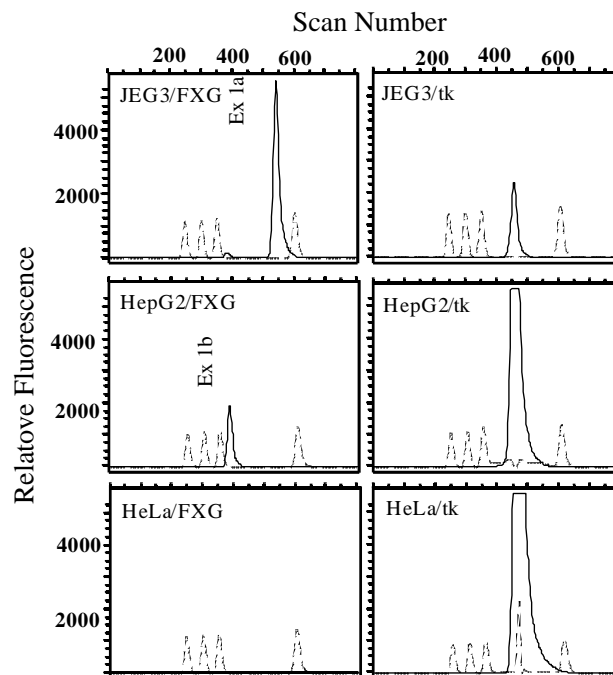 Scan Number
200 400 600
200 400 600
JEG3/FXG
Ex 1a
JEG3/tk
4000
2000
HepG2/FXG
Ex 1b
HepG2/tk
4000
2000
HeLa/FXG
HeLa/tk
4000
2000
Relatove Fluorescence